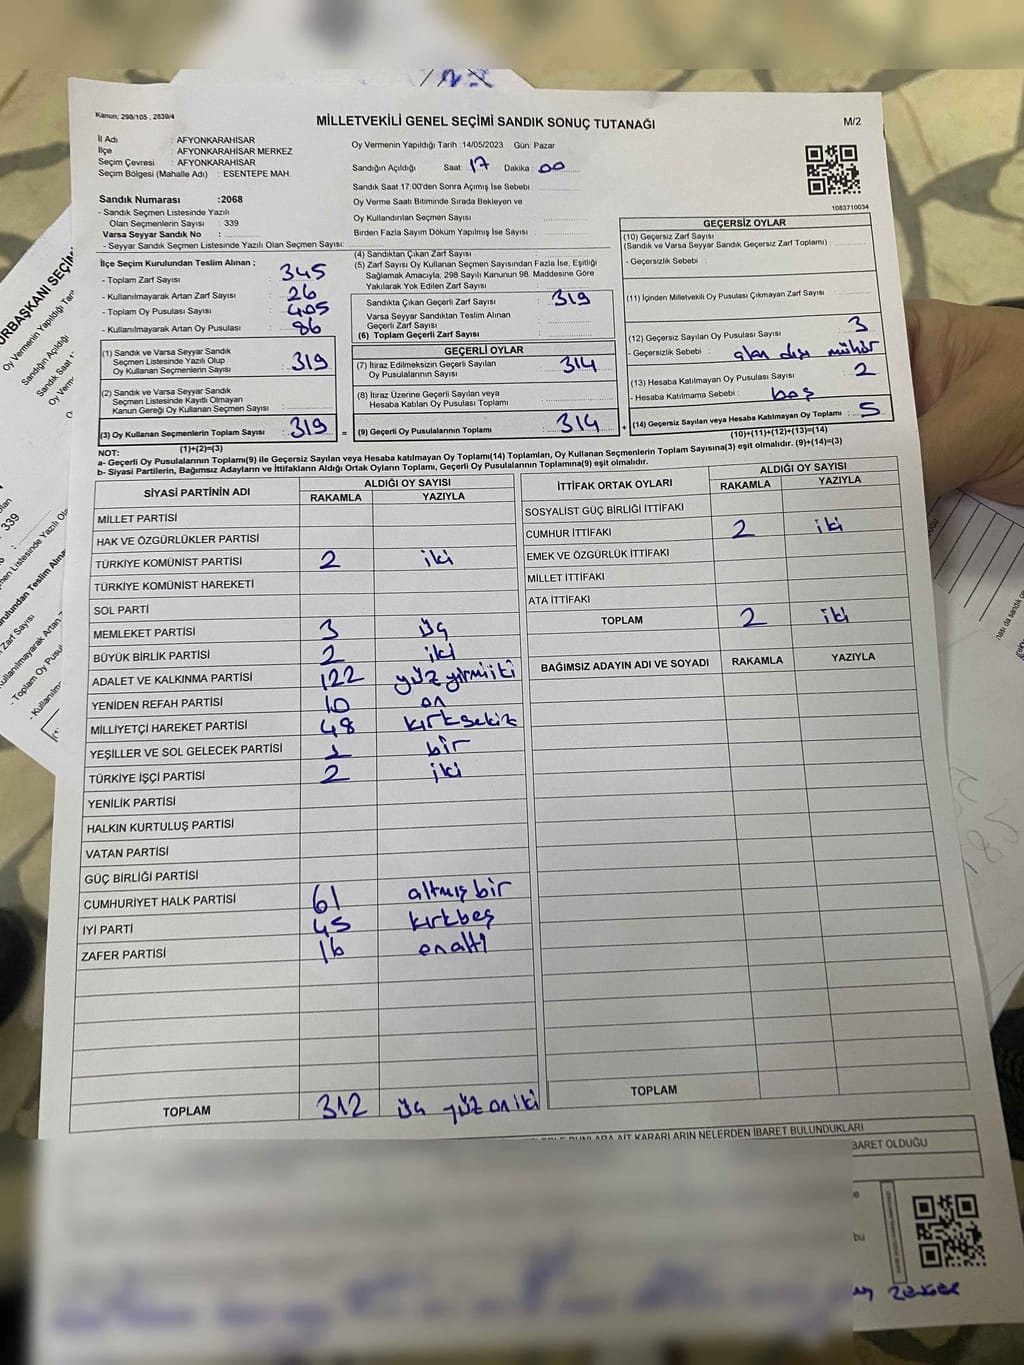 Kanun: 298/105 , 2839/4
MİLLETVEKİLİ GENEL SEÇİMİ SANDIK SONUÇ TUTANAĞI
M/2
İl Adı : AFYONKARAHİSAR
İlçe : AFYONKARAHİSAR MERKEZ
Seçim Çevresi : AFYONKARAHİSAR
Seçim Bölgesi (Mahalle Adı) : ESENTEPE MAH.
Sandık Numarası :2068
- Sandık Seçmen Listesinde Yazılı
Olan Seçmenlerin Sayısı : 339
Varsa Seyyar Sandık No :
- Seyyar Sandık Seçmen Listesinde Yazılı Olan Seçmen Sayısı:
Oy Vermenin Yapıldığı Tarih : 14/05/2023 Gün: Pazar
Sandığın Açıldığı Saat: 17 Dakika : 00
Sandık Saat 17:00'den Sonra Açımış İse Sebebi :
Oy Verme Saati Bitiminde Sırada Bekleyen ve
Oy Kullandırılan Seçmen Sayısı
Birden Fazla Sayım Döküm Yapılmış İse Sayısı :
1083710034
İlçe Seçim Kurulundan Teslim Alınan ;
- Toplam Zarf Sayısı : 345
- Kullanılmayarak Artan Zarf Sayısı : 26
- Toplam Oy Pusulası Sayısı : 405
- Kullanılmayarak Artan Oy Pusulası : 86
(1) Sandık ve Varsa Seyyar Sandık
Seçmen Listesinde Yazılı Olup
Oy Kullanan Seçmenlerin Sayısı : 319
(2) Sandık ve Varsa Seyyar Sandık
Seçmen Listesinde Kayıtlı Olmayan
Kanun Gereği Oy Kullanan Seçmen Sayısı :
(3) Oy Kullanan Seçmenlerin Toplam Sayısı : 319 =
(1)+(2)=(3)
(4) Sandıktan Çıkan Zarf Sayısı :
(5) Zarf Sayısı Oy Kullanan Seçmen Sayısından Fazla İse, Eşitliği
Sağlamak Amacıyla, 298 Sayılı Kanunun 98. Maddesine Göre
Yakılarak Yok Edilen Zarf Sayısı :
Sandıkta Çıkan Geçerli Zarf Sayısı : 319
Varsa Seyyar Sandıktan Teslim Alınan
Geçerli Zarf Sayısı :
(6) Toplam Geçerli Zarf Sayısı :
GEÇERLİ OYLAR
(7) İtiraz Edilmeksizin Geçerli Sayılan
Oy Pusulalarının Sayısı : 314
(8) İtiraz Üzerine Geçerli Sayılan veya
Hesaba Katılan Oy Pusulası Toplamı :
(9) Geçerli Oy Pusulalarının Toplamı : 314 +
GEÇERSİZ OYLAR
(10) Geçersiz Zarf Sayısı
(Sandık ve Varsa Seyyar Sandık Geçersiz Zarf Toplamı) :
- Geçersizlik Sebebi :
(11) İçinden Milletvekili Oy Pusulası Çıkmayan Zarf Sayısı :
(12) Geçersiz Sayılan Oy Pusulası Sayısı : 3
- Geçersizlik Sebebi : alan dışı mühür
(13) Hesaba Katılmayan Oy Pusulası Sayısı : 2
- Hesaba Katılmama Sebebi : boş
(14) Geçersiz Sayılan veya Hesaba Katılmayan Oy Toplamı : 5
(10)+(11)+(12)+(13)=(14)
NOT:
a- Geçerli Oy Pusulaları Toplamı(9) ile Geçersiz Sayılan veya Hesaba katılmayan Oy Toplamı(14) Toplamları, Oy Kullanan Seçmenlerin Toplam Sayısına(3) eşit olmalıdır. (9)+(14)=(3)
b- Siyasi Partilerin, Bağımsız Adayların ve İttifakların Aldığı Ortak Oyların Toplamı, Geçerli Oy Pusulalarının Toplamına(9) eşit olmalıdır.
SİYASİ PARTİNİN ADI ALDIĞI OY SAYISI
RAKAMLA YAZIYLA
MİLLET PARTİSİ
HAK VE ÖZGÜRLÜKLER PARTİSİ
TÜRKİYE KOMÜNİST PARTİSİ 2 iki
TÜRKİYE KOMÜNİST HAREKETİ
SOL PARTİ
MEMLEKET PARTİSİ 3 üç
BÜYÜK BİRLİK PARTİSİ 2 iki
ADALET VE KALKINMA PARTİSİ 122 yüz yirmiiki
YENİDEN REFAH PARTİSİ 10 on
MİLLİYETÇİ HAREKET PARTİSİ 48 kırksekiz
YEŞİLLER VE SOL GELECEK PARTİSİ 1 bir
TÜRKİYE İŞÇİ PARTİSİ 2 iki
YENİLİK PARTİSİ
HALKIN KURTULUŞ PARTİSİ
VATAN PARTİSİ
GÜÇ BİRLİĞİ PARTİSİ
CUMHURİYET HALK PARTİSİ 61 altmış bir
İYİ PARTİ 45 kırkbeş
ZAFER PARTİSİ 16 onaltı
TOPLAM 312 üç yüz on iki
İTTİFAK ORTAK OYLARI ALDIĞI OY SAYISI
RAKAMLA YAZIYLA
SOSYALİST GÜÇ BİRLİĞİ İTTİFAKI
CUMHUR İTTİFAKI 2 iki
EMEK VE ÖZGÜRLÜK İTTİFAKI
MİLLET İTTİFAKI
ATA İTTİFAKI
TOPLAM 2 iki
BAĞIMSIZ ADAYIN ADI VE SOYADI RAKAMLA YAZIYLA
TOPLAM
AİT KARARLARIN NELERDEN İBARET BULUNDUKLARI
BARET OLDUĞU
ZENGER